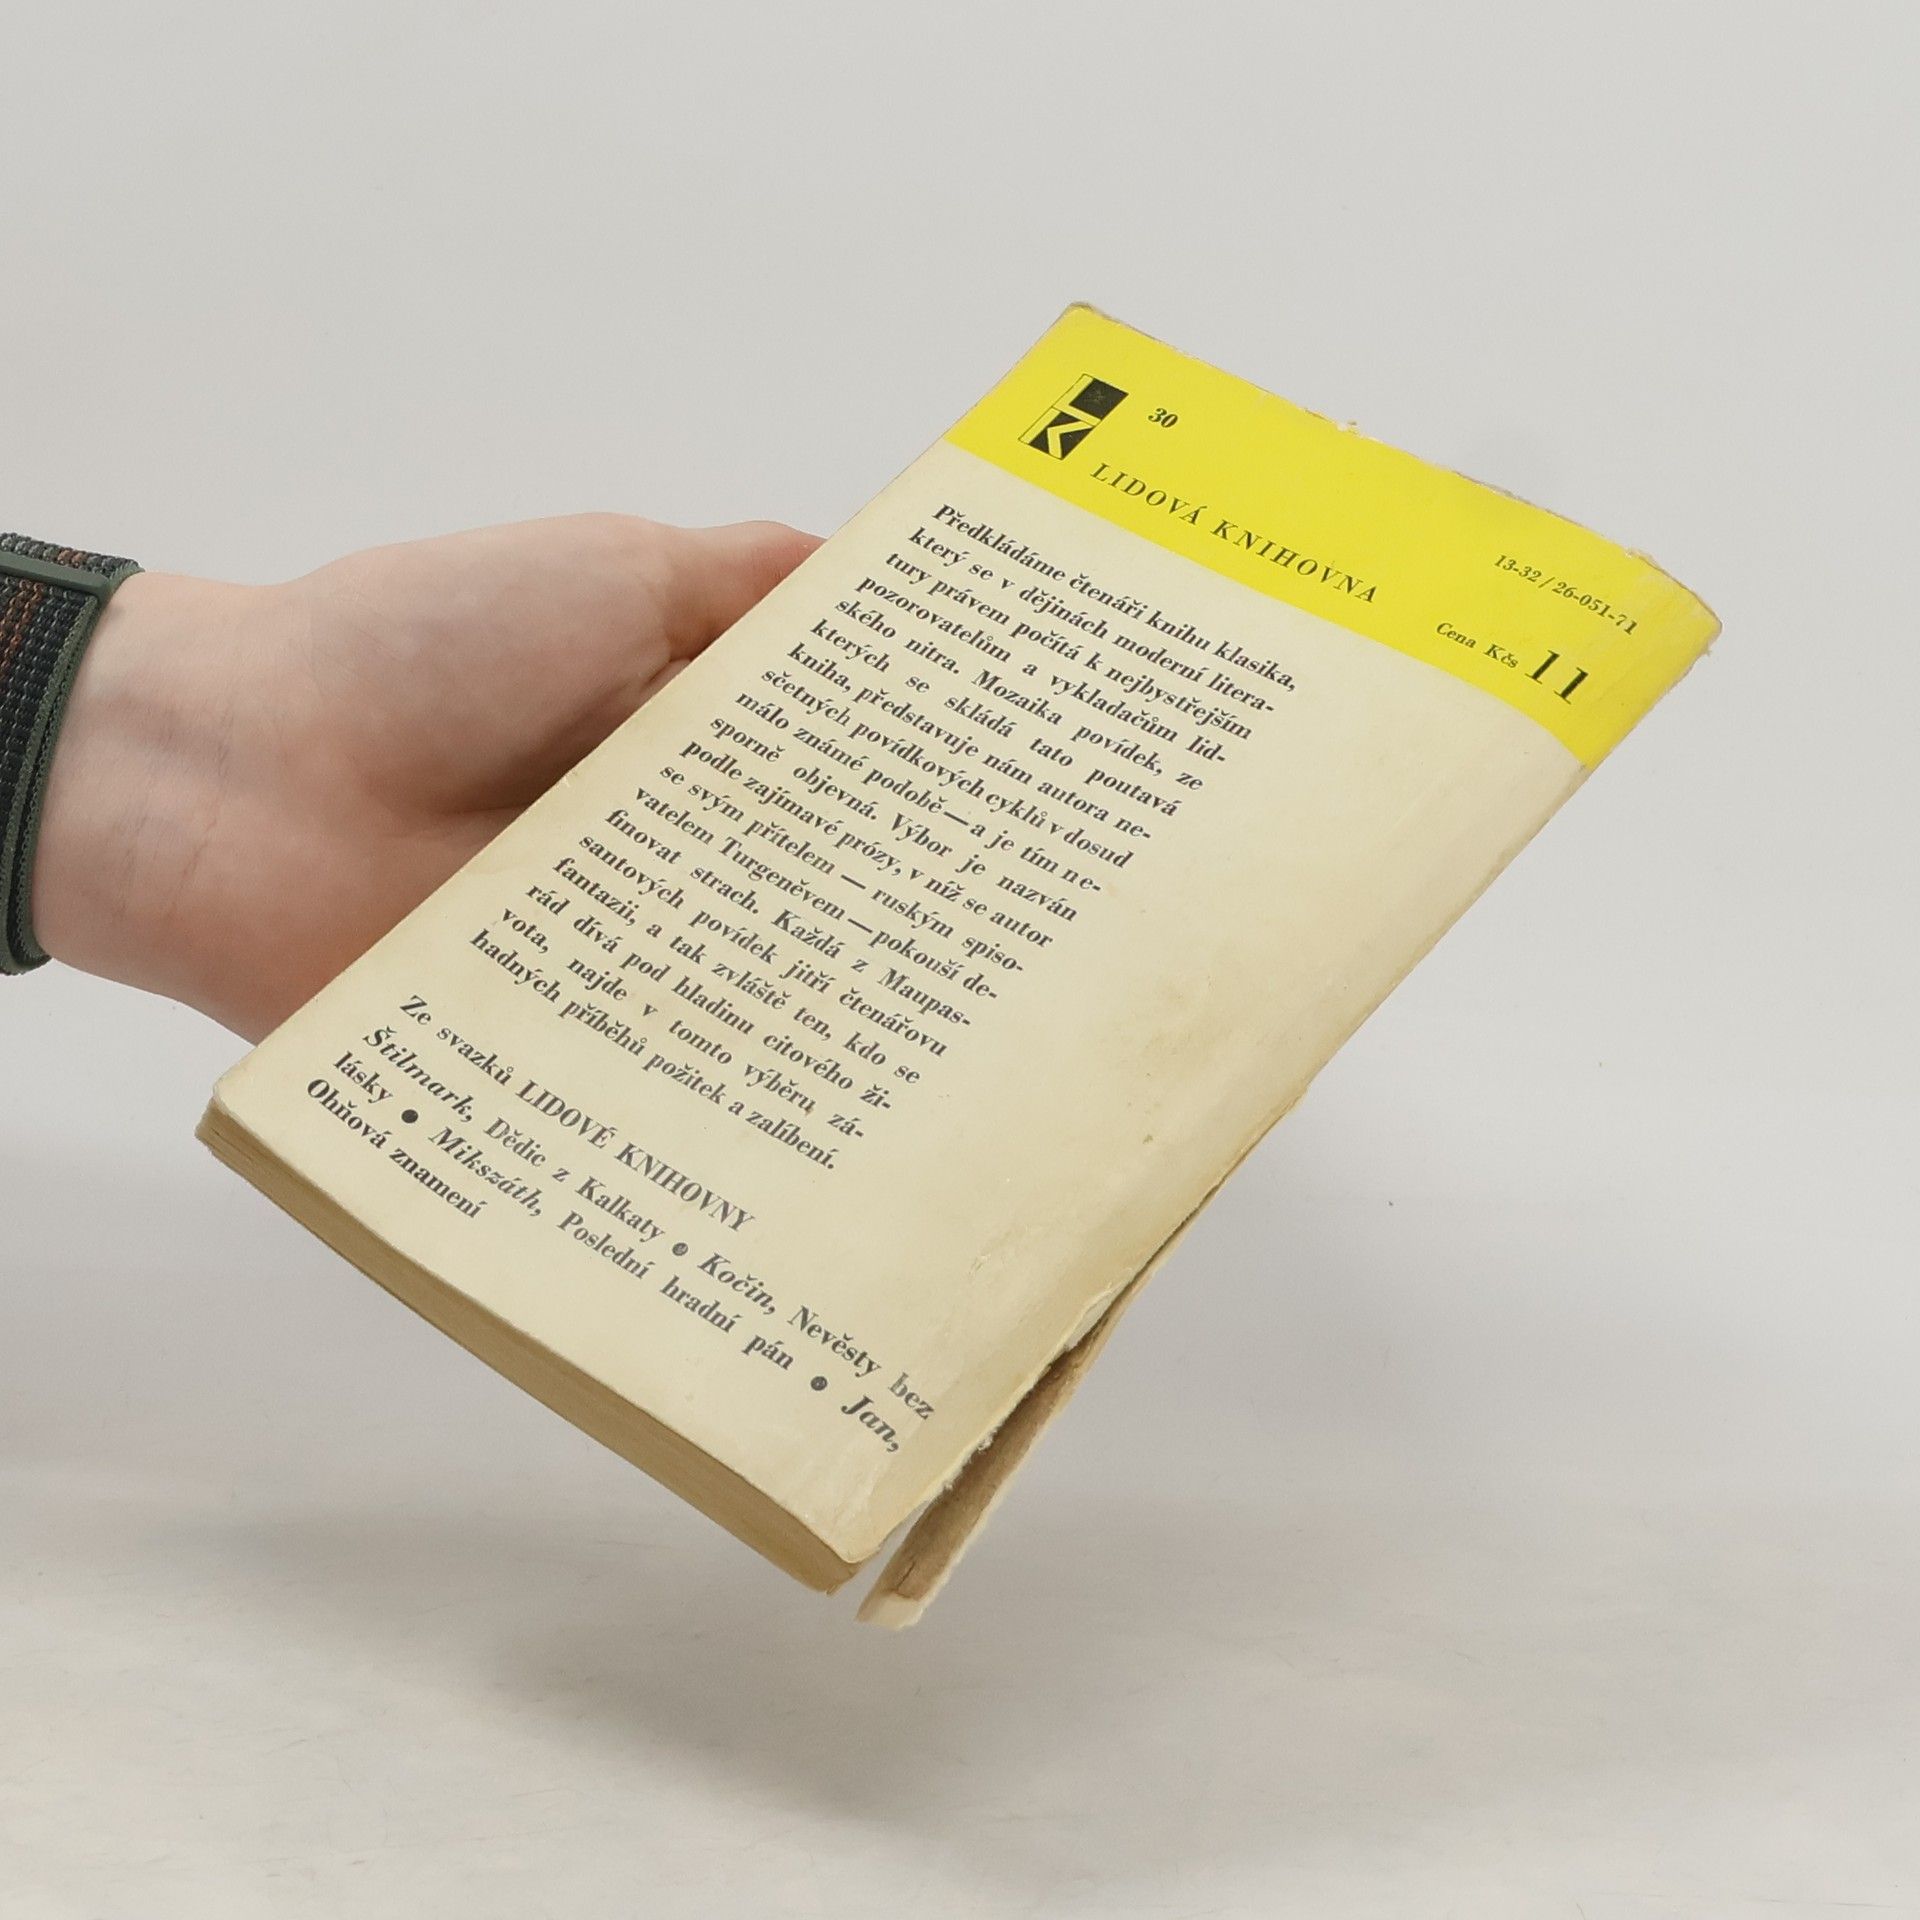 LK
30
LIDOVÁ KNIHOVNA
13-32/26-051-71
Cena Kčs 11
Předkládáme čtenáři knihu klasika,
který se v dějinách moderní litera-
tury právem počítá k nejbystřejším
pozorovatelům a vykladačům lid-
ského nitra. Mozaika povídek, ze
kterých se skládá tato poutavá
kniha, představuje nám autora ne-
sčetných povídkových cyklů v dosud
málo známé podobě — a je tím ne-
sporně objevná. Výbor je nazván
podle zajímavé prózy, v níž se autor
se svým přítelem — ruským spiso-
vatelem Turgeněvem — pokouší de-
finovat strach. Každá z Maupas-
santových povídek jitří čtenářovu
fantazii, a tak zvláště ten, kdo se
rád dívá pod hladinu citového ži-
vota, najde v tomto výběru zá-
hadných příběhů požitek a zalíbení.
Ze svazků LIDOVÉ KNIHOVNY
Štilmark, Dědic z Kalkaty ● Kočin, Nevěsty bez
lásky ● Mikszáth, Poslední hradní pán ● Jan,
Ohňová znamení